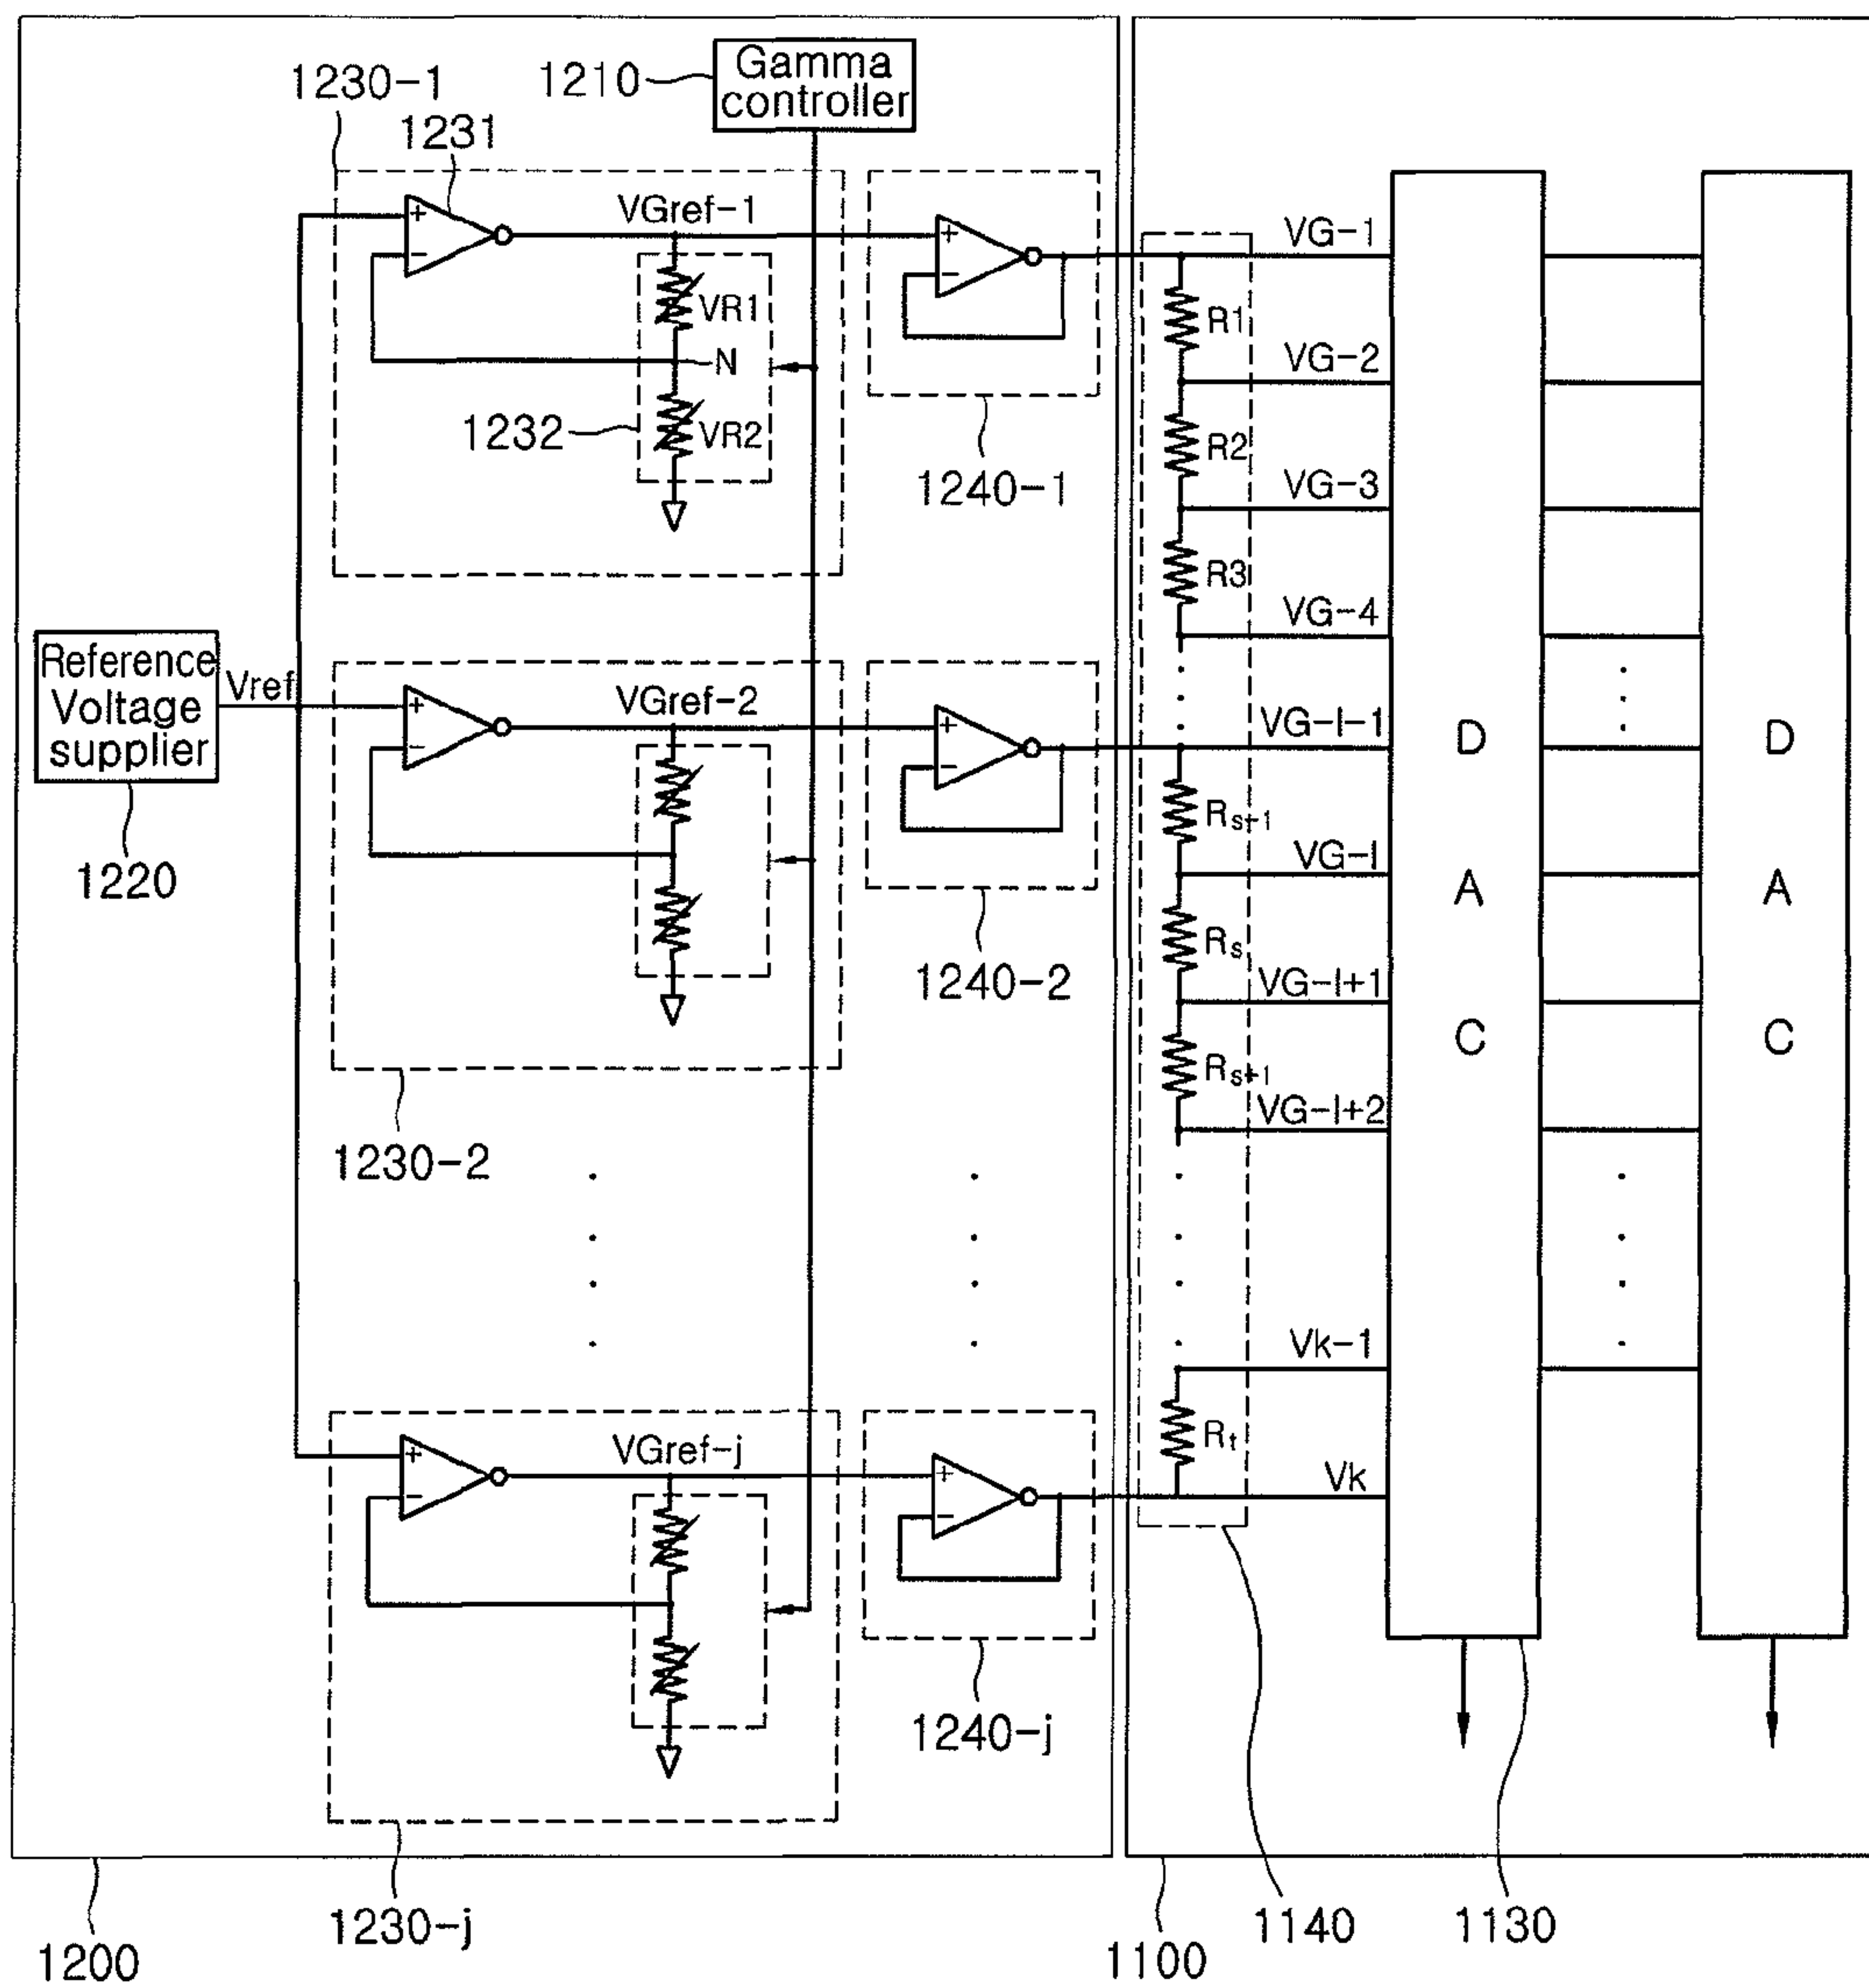 1230-1
1210
Gamma
controller
1231
+
-
VGref-1
+
-
VG-1
VR1
R1
N
VG-2
1232
VR2
R2
1240-1
VG-3
R3
VG-4
Reference
Voltage
supplier
Vref
+
-
VGref-2
+
-
VG-l-1
D
D
Rs-1
1220
VG-l
A
A
Rs
1240-2
VG-l+1
C
C
Rs+1
VG-l+2
1230-2
Vk-1
Rt
+
-
VGref-j
+
-
Vk
1240-j
1200
1230-j
1100
1140
1130